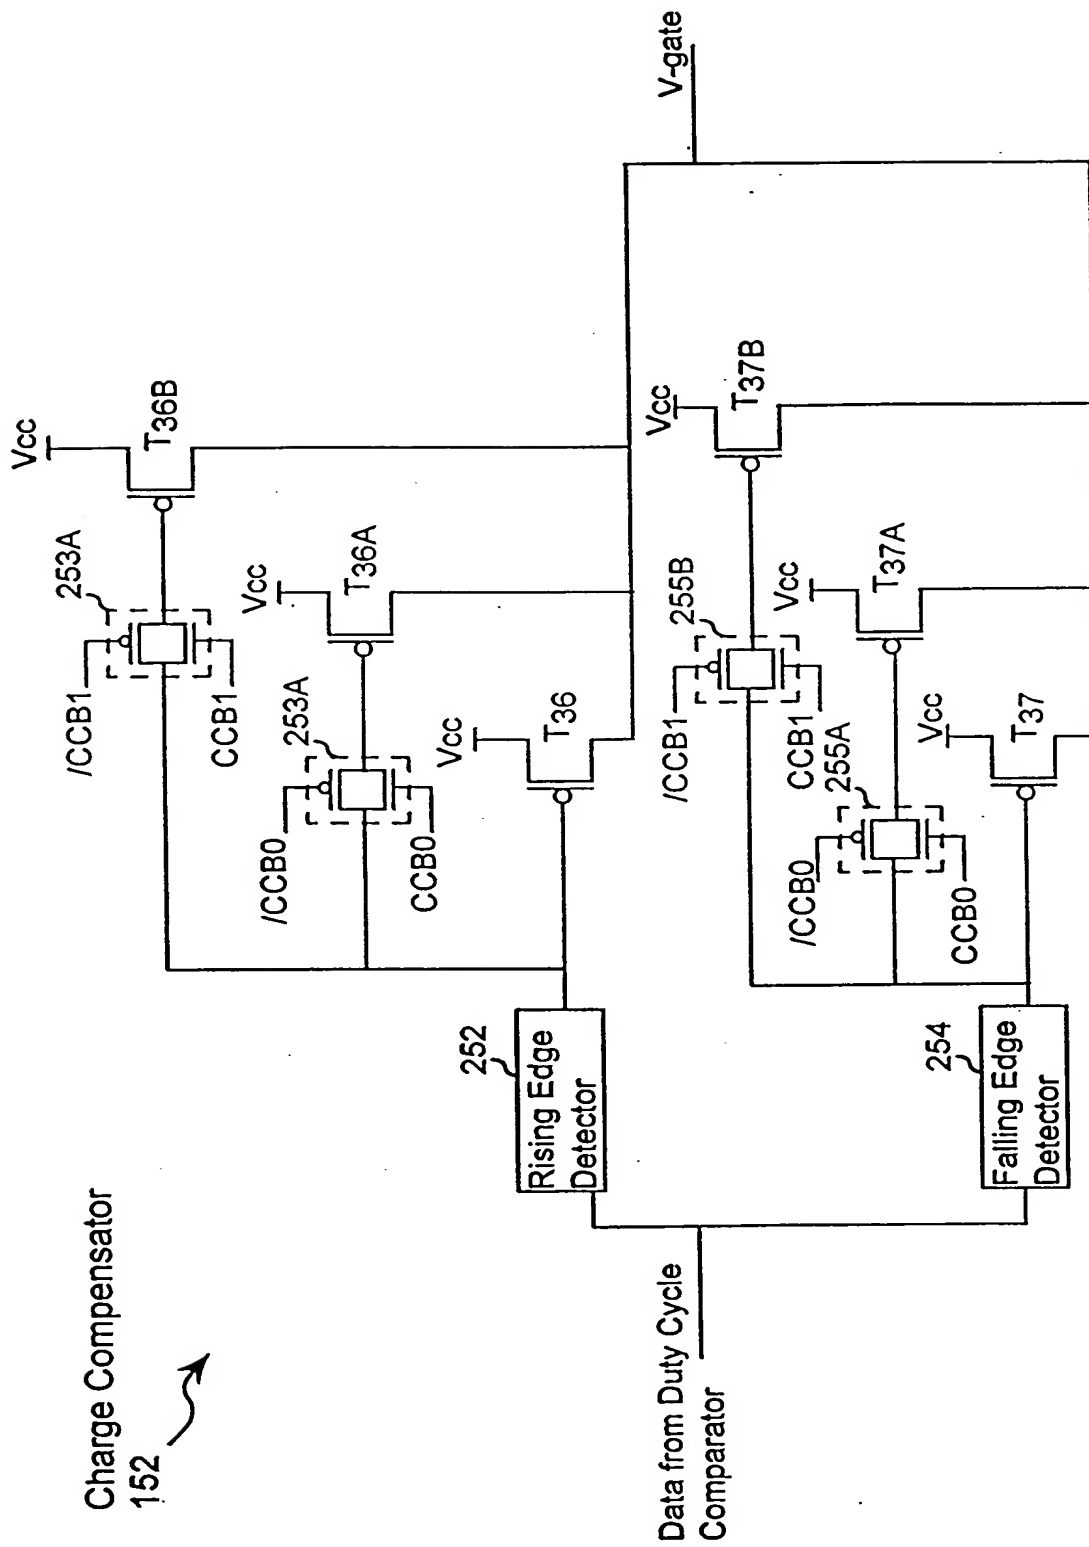 Charge Compensator
152
Vcc
T36B
253A
/CCB1
CCB1
Vcc
T36A
253A
/CCB0
CCB0
Vcc
T36
252
Rising Edge
Detector
V-gate
Data from Duty Cycle
Comparator
Vcc
T37B
255B
/CCB1
CCB1
Vcc
T37A
255A
/CCB0
CCB0
Vcc
T37
254
Falling Edge
Detector